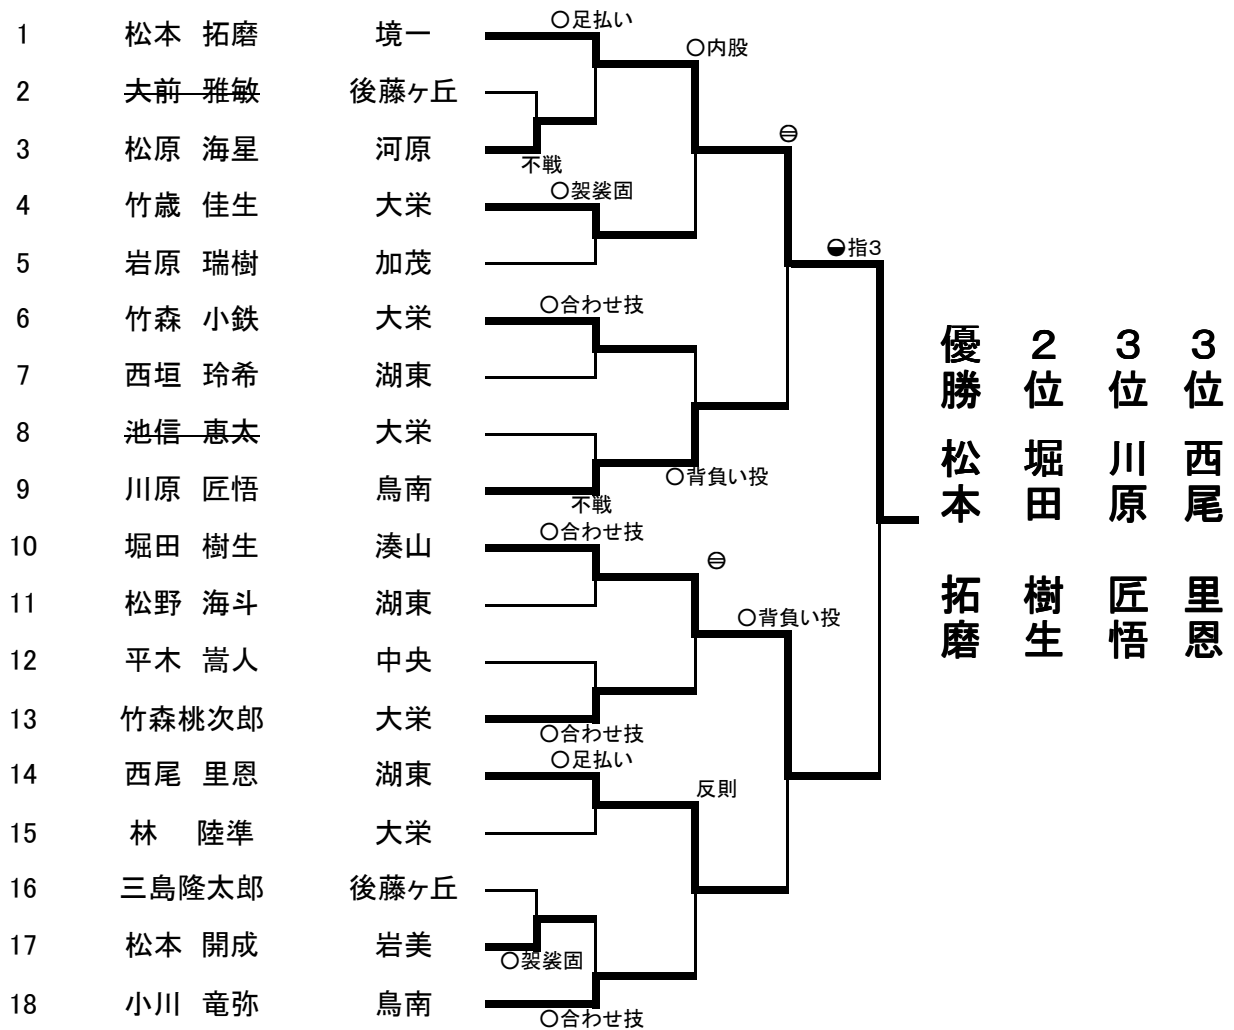 1 松本 拓磨 境一
2 大前 雅敏 後藤ヶ丘
3 松原 海星 河原
4 竹歳 佳生 大栄
5 岩原 瑞樹 加茂
6 竹森 小鉄 大栄
7 西垣 玲希 湖東
8 池信 恵太 大栄
9 川原 匠悟 鳥南
10 堀田 樹生 湊山
11 松野 海斗 湖東
12 平木 嵩人 中央
13 竹森桃次郎 大栄
14 西尾 里恩 湖東
15 林 陸準 大栄
16 三島隆太郎 後藤ヶ丘
17 松本 開成 岩美
18 小川 竜弥 鳥南
○足払い
不戦
○袈裟固
○合わせ技
不戦
○合わせ技
○合わせ技
○足払い
○袈裟固
○合わせ技
○内股
○背負い投
㊂
反則
㊂
○背負い投
◒指3
優勝 松本 拓磨
2位 堀田 樹生
3位 川原 匠悟
3位 西尾 里恩